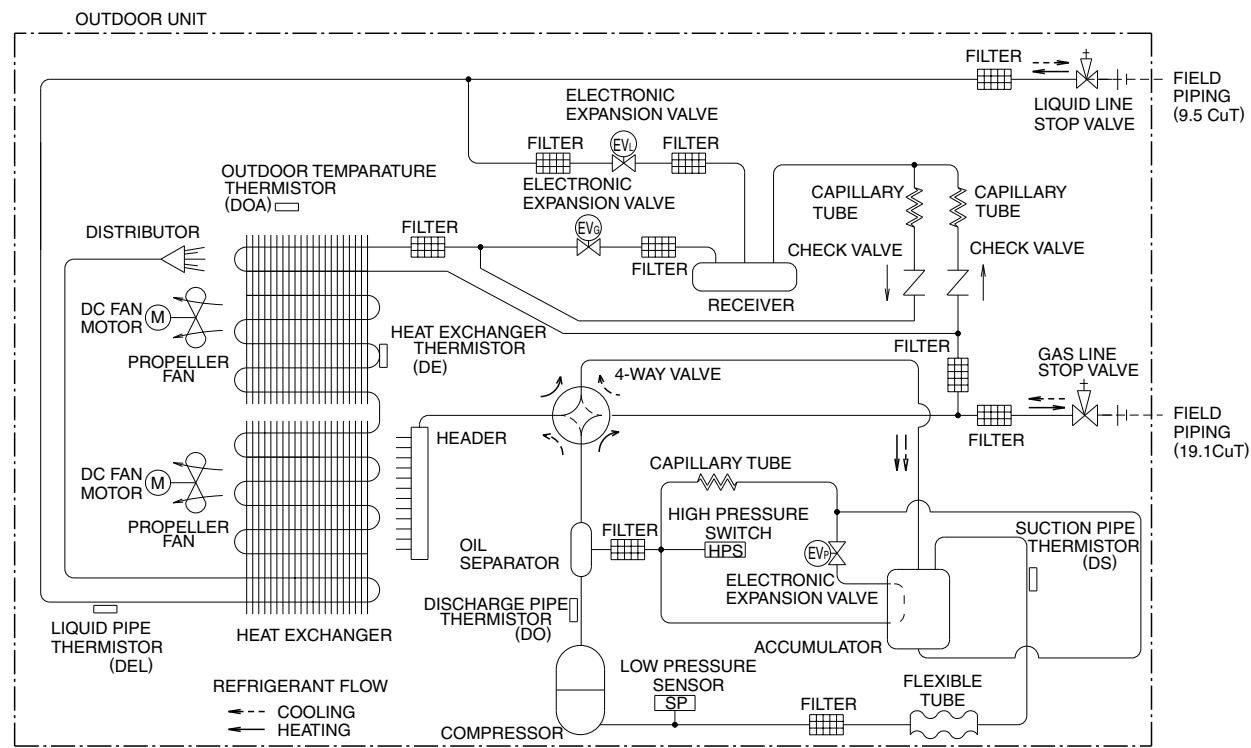 OUTDOOR UNIT
FILTER
LIQUID LINE
STOP VALVE
FIELD
PIPING
(9.5 CuT)
ELECTRONIC
EXPANSION VALVE
FILTER
EVL
FILTER
ELECTRONIC
EXPANSION VALVE
OUTDOOR TEMPARATURE
THERMISTOR
(DOA)
DISTRIBUTOR
FILTER
EVG
FILTER
RECEIVER
CAPILLARY
TUBE
CAPILLARY
TUBE
CHECK VALVE
CHECK VALVE
DC FAN
MOTOR
M
PROPELLER
FAN
HEAT EXCHANGER
THERMISTOR
(DE)
FILTER
4-WAY VALVE
GAS LINE
STOP VALVE
HEADER
FILTER
FIELD
PIPING
(19.1CuT)
DC FAN
MOTOR
M
PROPELLER
FAN
CAPILLARY TUBE
HIGH PRESSURE
SWITCH
HPS
FILTER
OIL
SEPARATOR
EVP
ELECTRONIC
EXPANSION VALVE
SUCTION PIPE
THERMISTOR
(DS)
DISCHARGE PIPE
THERMISTOR
(DO)
ACCUMULATOR
LIQUID PIPE
THERMISTOR
(DEL)
HEAT EXCHANGER
LOW PRESSURE
SENSOR
SP
FILTER
FLEXIBLE
TUBE
COMPRESSOR
REFRIGERANT FLOW
COOLING
HEATING